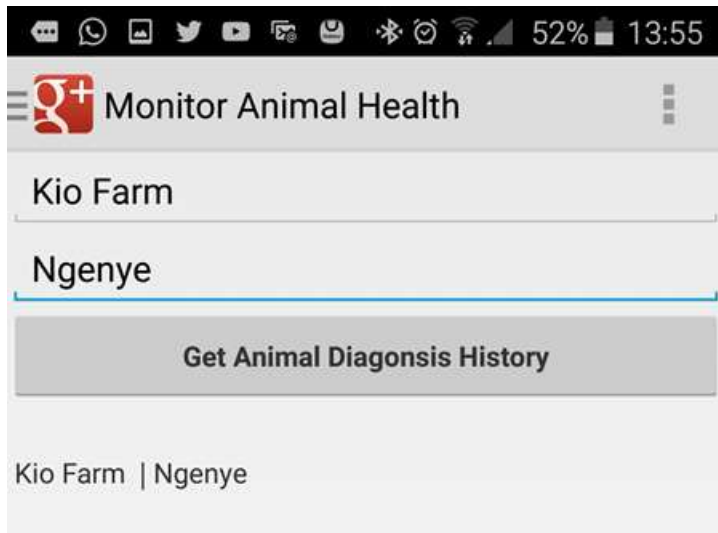 52% 13:55
g+ Monitor Animal Health
Kio Farm
Ngenye
Get Animal Diagonsis History
Kio Farm | Ngenye